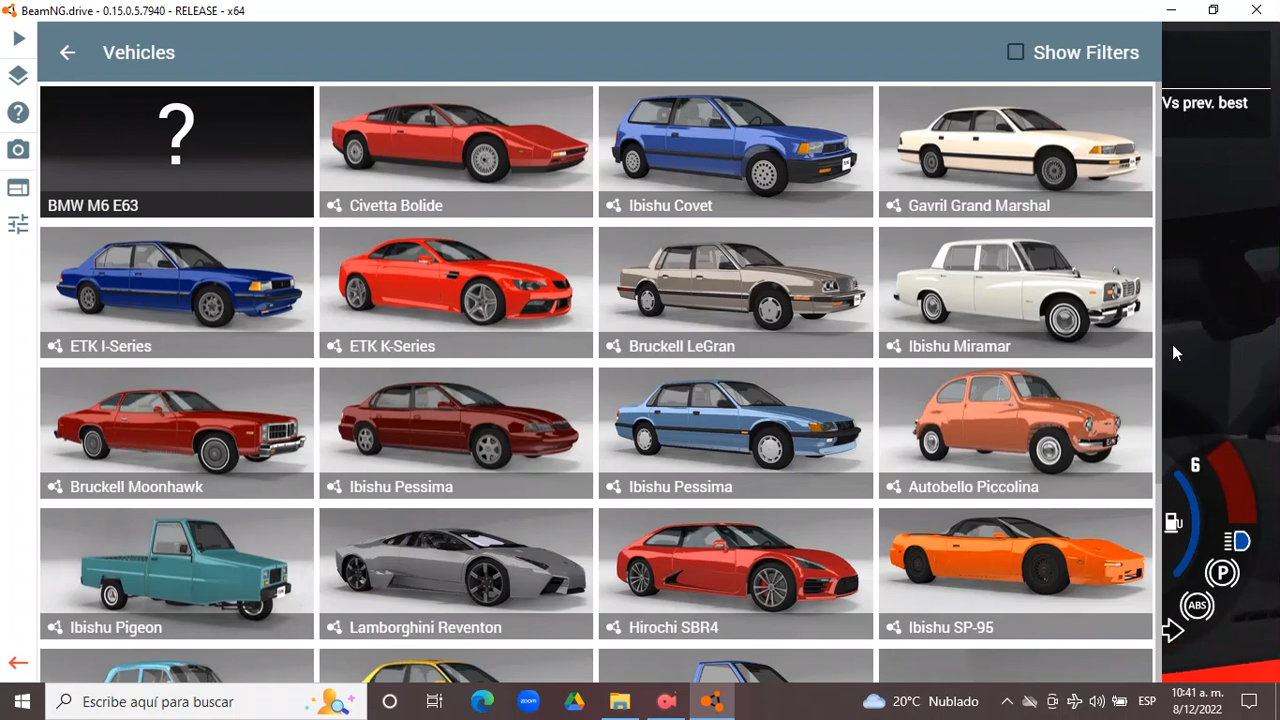 BeamNG.drive - 0.15.0.5.7940 - RELEASE - x64
Vehicles
Show Filters
Vs prev. best
?
BMW M6 E63
Civetta Bolide
Ibishu Covet
Gavril Grand Marshal
ETK I-Series
ETK K-Series
Bruckell LeGran
Ibishu Miramar
Bruckell Moonhawk
Ibishu Pessima
Ibishu Pessima
Autobello Piccolina
6
P
ABS
Ibishu Pigeon
Lamborghini Reventon
Hirochi SBR4
Ibishu SP-95
Escribe aquí para buscar
zoom
20°C Nublado
ESP
10:41 a. m.
8/12/2022